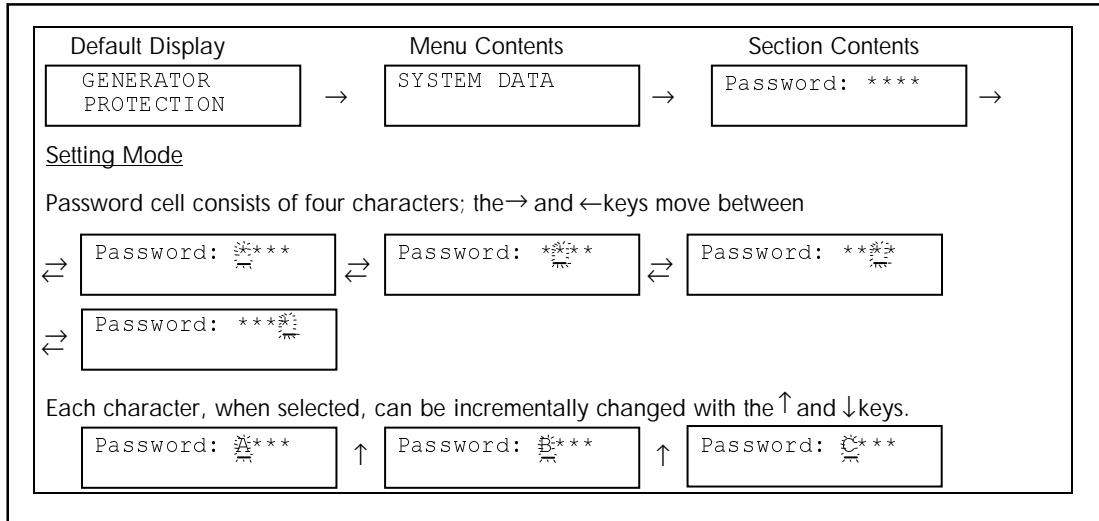 Default Display Menu Contents Section Contents
GENERATOR
PROTECTION
→
SYSTEM DATA
→
Password: ****
→
Setting Mode
Password cell consists of four characters; the→ and ←keys move between
⇄ Password: **** ⇄ Password: **** ⇄ Password: ****
⇄ Password: ****
Each character, when selected, can be incrementally changed with the ↑ and ↓keys.
Password: A*** ↑ Password: B*** ↑ Password: C***